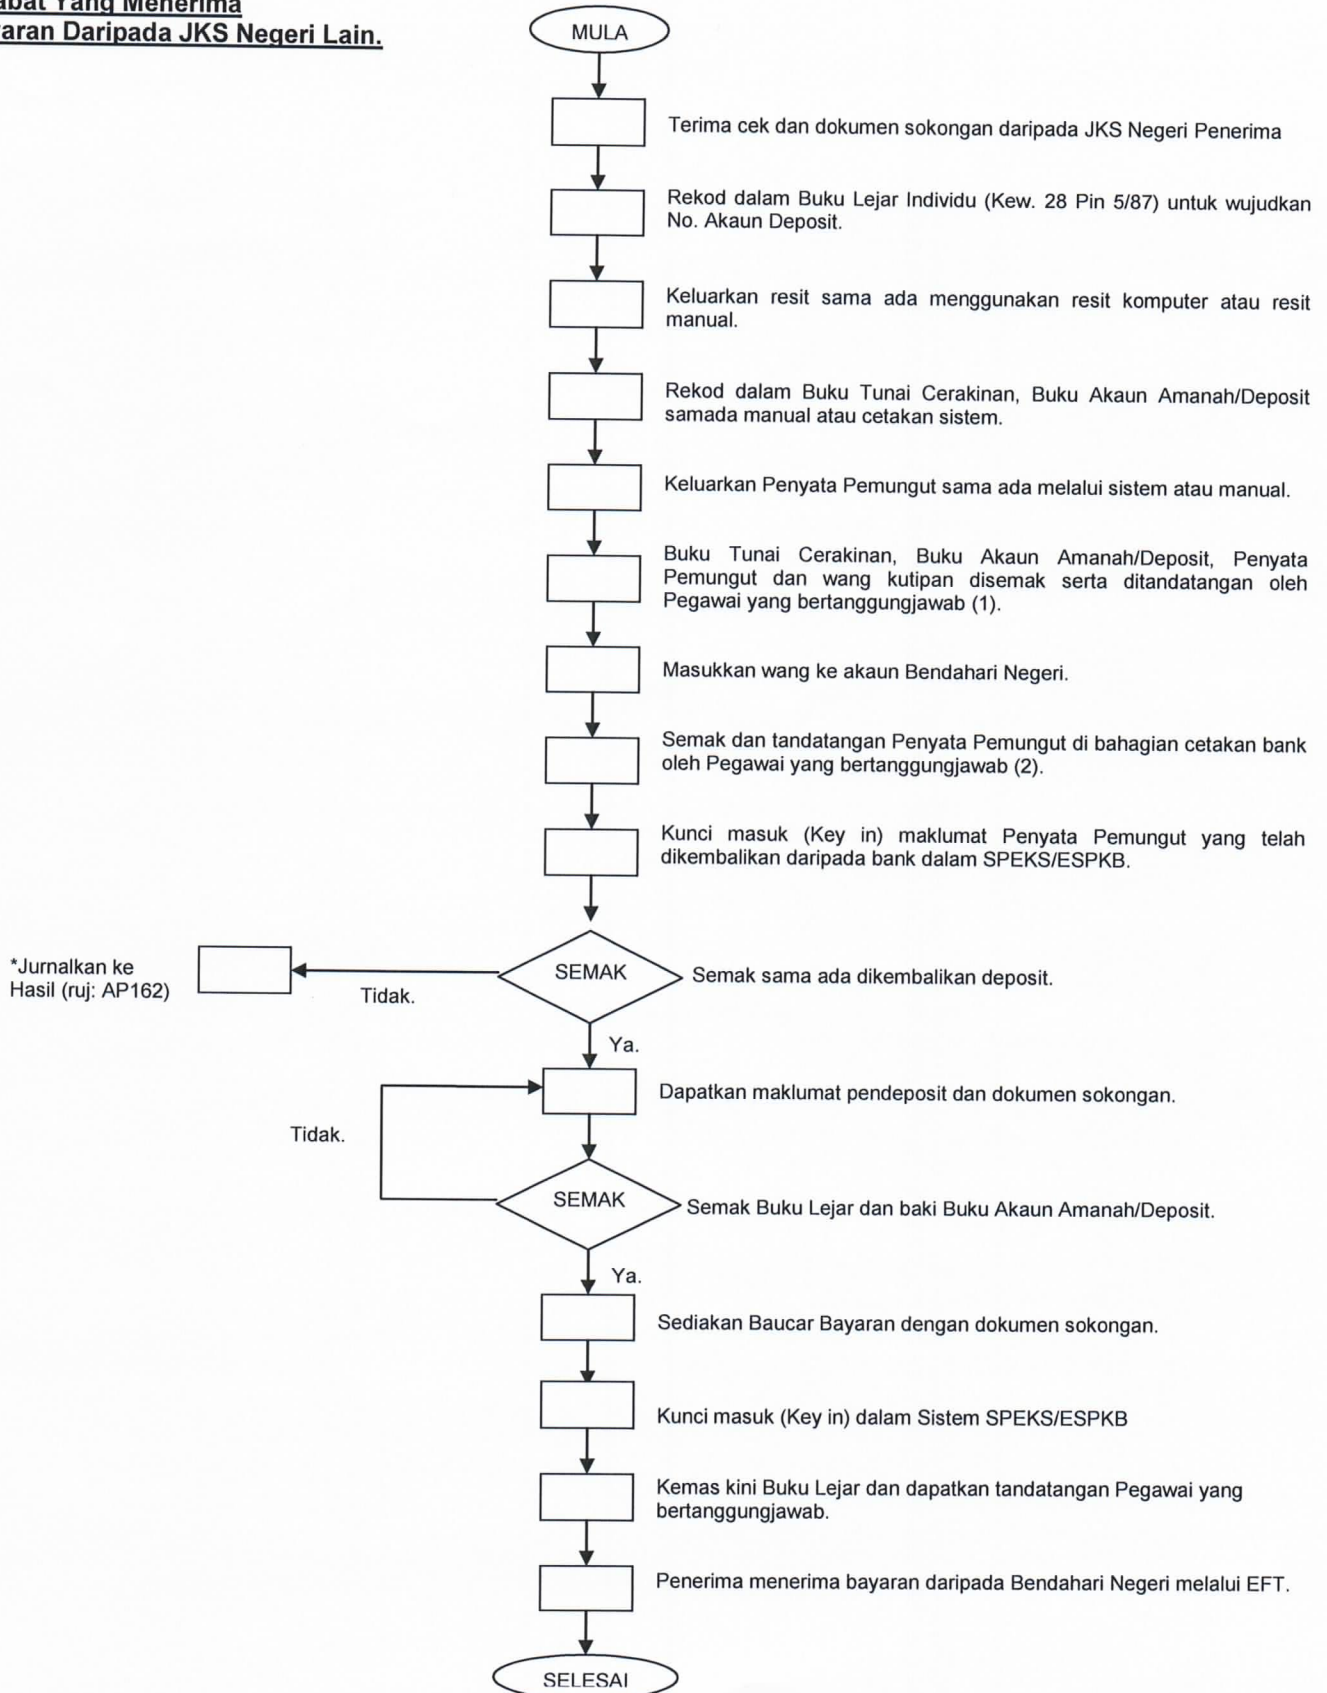 Yang Menerima
Daripada JKS Negeri Lain.
MULA
Terima cek dan dokumen sokongan daripada JKS Negeri Penerima
Rekod dalam Buku Lejar Individu (Kew. 28 Pin 5/87) untuk wujudkan
No. Akaun Deposit.
Keluarkan resit sama ada menggunakan resit komputer atau resit
manual.
Rekod dalam Buku Tunai Cerakinan, Buku Akaun Amanah/Deposit
samada manual atau cetakan sistem.
Keluarkan Penyata Pemungut sama ada melalui sistem atau manual.
Buku Tunai Cerakinan, Buku Akaun Amanah/Deposit, Penyata
Pemungut dan wang kutipan disemak serta ditandatangan oleh
Pegawai yang bertanggungjawab (1).
Masukkan wang ke akaun Bendahari Negeri.
Semak dan tandatangan Penyata Pemungut di bahagian cetakan bank
oleh Pegawai yang bertanggungjawab (2).
Kunci masuk (Key in) maklumat Penyata Pemungut yang telah
dikembalikan daripada bank dalam SPEKS/ESPKB.
*Jurnalkan ke
Hasil (ruj: AP162)
Tidak.
SEMAK
Semak sama ada dikembalikan deposit.
Ya.
Dapatkan maklumat pendeposit dan dokumen sokongan.
Tidak.
SEMAK
Semak Buku Lejar dan baki Buku Akaun Amanah/Deposit.
Ya.
Sediakan Baucar Bayaran dengan dokumen sokongan.
Kunci masuk (Key in) dalam Sistem SPEKS/ESPKB
Kemas kini Buku Lejar dan dapatkan tandatangan Pegawai yang
bertanggungjawab.
Penerima menerima bayaran daripada Bendahari Negeri melalui EFT.
SELESAI